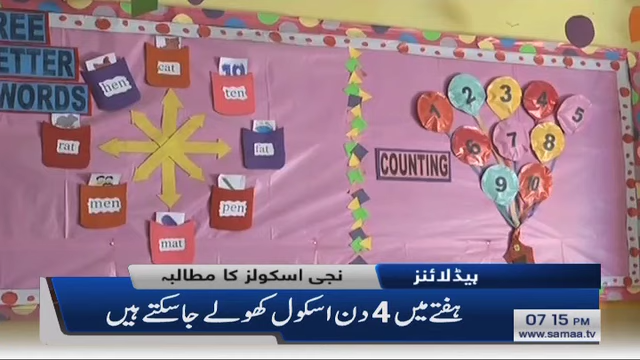 REE
ETTER
WORDS
hen
cat
10
ten
rat
fat
men
pen
mat
COUNTING
1
2
3
4
5
6
7
8
9
10
نجی اسکولز کا مطالبہ
ہیڈلائنز
ہفتے میں 4 دن اسکول کھولے جاسکتے ہیں
07 15 PM
www.samaa.tv